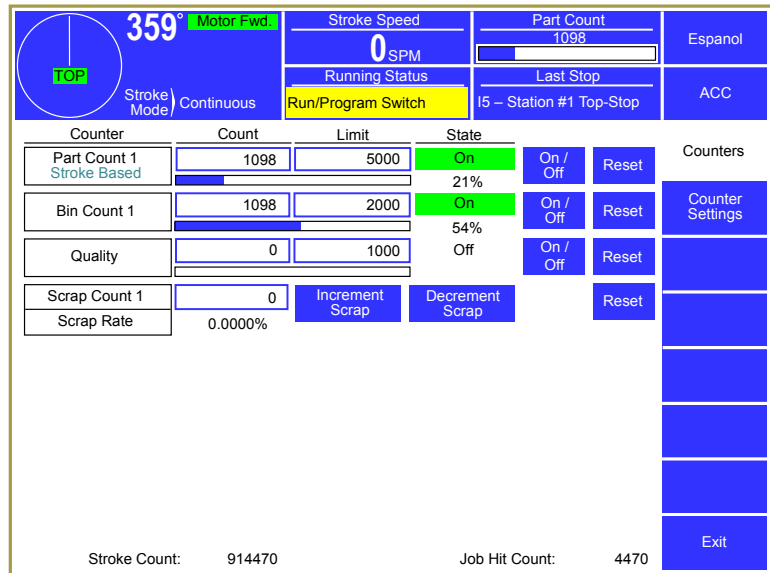 359° Motor Fwd.
TOP
Stroke Mode Continuous
Stroke Speed
0 SPM
Part Count
1098
Running Status
Run/Program Switch
Last Stop
I5 – Station #1 Top-Stop
Espanol
ACC
Counters
Counter Settings
Exit
Counter Count Limit State
Part Count 1 1098 5000 On On / Off Reset
Stroke Based
21%
Bin Count 1 1098 2000 On On / Off Reset
54%
Quality 0 1000 Off On / Off Reset
Scrap Count 1 0 Increment Scrap Decrement Scrap Reset
Scrap Rate 0.0000%
Stroke Count: 914470 Job Hit Count: 4470